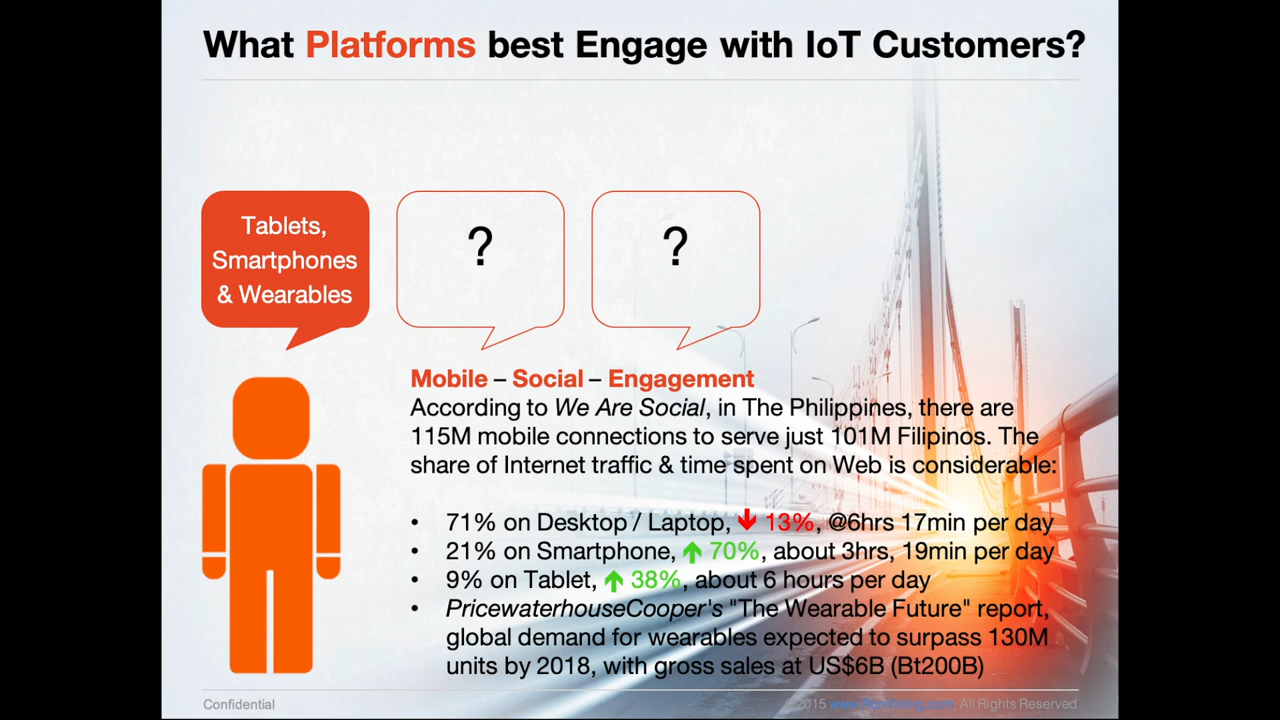 What Platforms best Engage with IoT Customers?
Tablets,
Smartphones
& Wearables
?
?
Mobile – Social – Engagement
According to We Are Social, in The Philippines, there are
115M mobile connections to serve just 101M Filipinos. The
share of Internet traffic & time spent on Web is considerable:
• 71% on Desktop / Laptop, 13%, @6hrs 17min per day
• 21% on Smartphone, 70%, about 3hrs, 19min per day
• 9% on Tablet, 38%, about 6 hours per day
• PricewaterhouseCooper's "The Wearable Future" report,
global demand for wearables expected to surpass 130M
units by 2018, with gross sales at US$6B (Bt200B)
Confidential
©2015 All Rights Reserved